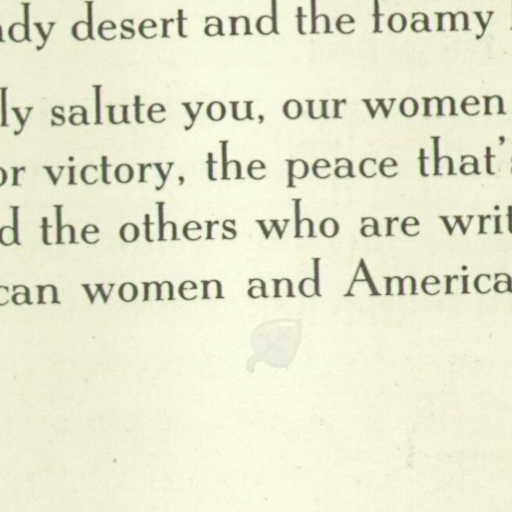 dy desert and the foamy
ly salute you, our women
or victory, the peace that's
d the others who are writ
can women and America